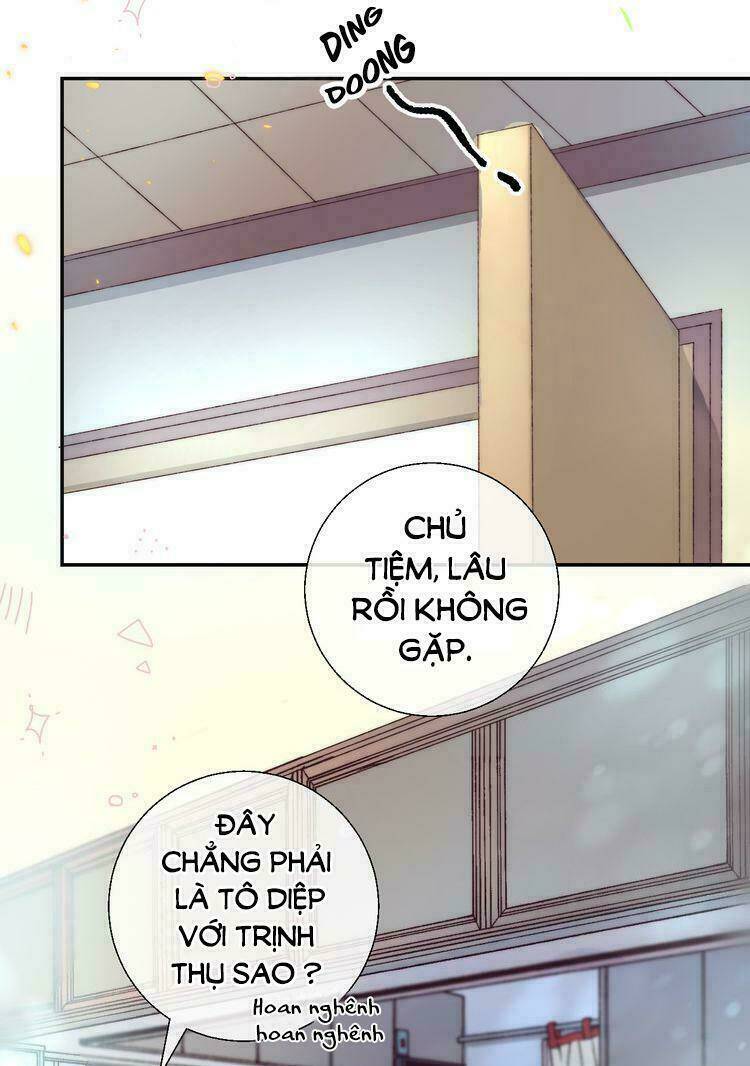 DING
DOONG
CHỦ
TIỆM, LÂU
RỒI KHÔNG
GẶP.
ĐÂY
CHẲNG PHẢI
LÀ TÔ DIỆP
VỚI TRỊNH
THỤ SAO ?
Hoan nghênh
hoan nghênh